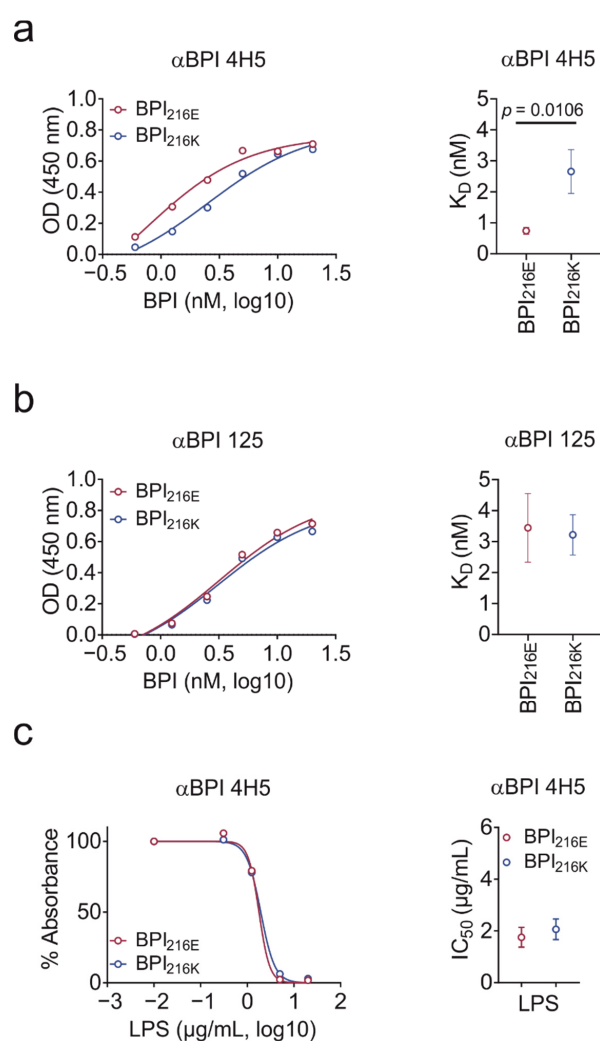 a
αBPI 4H5
OD (450 nm)
1.0
0.8
0.6
0.4
0.2
0.0
BPI₂₁₆E
BPI₂₁₆K
−0.5 0.0 0.5 1.0 1.5
BPI (nM, log10)
αBPI 4H5
K_D (nM)
5
4
3
2
1
0
p = 0.0106
BPI₂₁₆E
BPI₂₁₆K
b
αBPI 125
OD (450 nm)
1.0
0.8
0.6
0.4
0.2
0.0
BPI₂₁₆E
BPI₂₁₆K
−0.5 0.0 0.5 1.0 1.5
BPI (nM, log10)
αBPI 125
K_D (nM)
5
4
3
2
1
0
BPI₂₁₆E
BPI₂₁₆K
c
αBPI 4H5
% Absorbance
100
50
0
BPI₂₁₆E
BPI₂₁₆K
−3 −2 −1 0 1 2
LPS (µg/mL, log10)
αBPI 4H5
IC₅₀ (µg/mL)
6
4
2
0
BPI₂₁₆E
BPI₂₁₆K
LPS